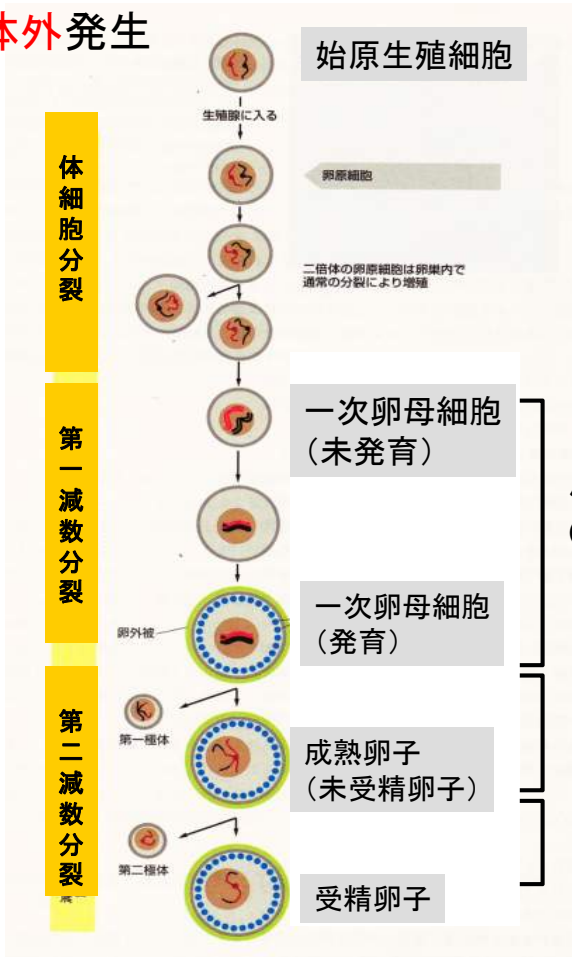 体外発生
始原生殖細胞
生殖腺に入る
体細胞分裂
卵原細胞
二倍体の卵原細胞は卵巣内で
通常の分裂により増殖
第一減数分裂
一次卵母細胞
（未発育）
一次卵母細胞
（発育）
卵外被
第二減数分裂
第一極体
成熟卵子
（未受精卵子）
第二極体
受精卵子